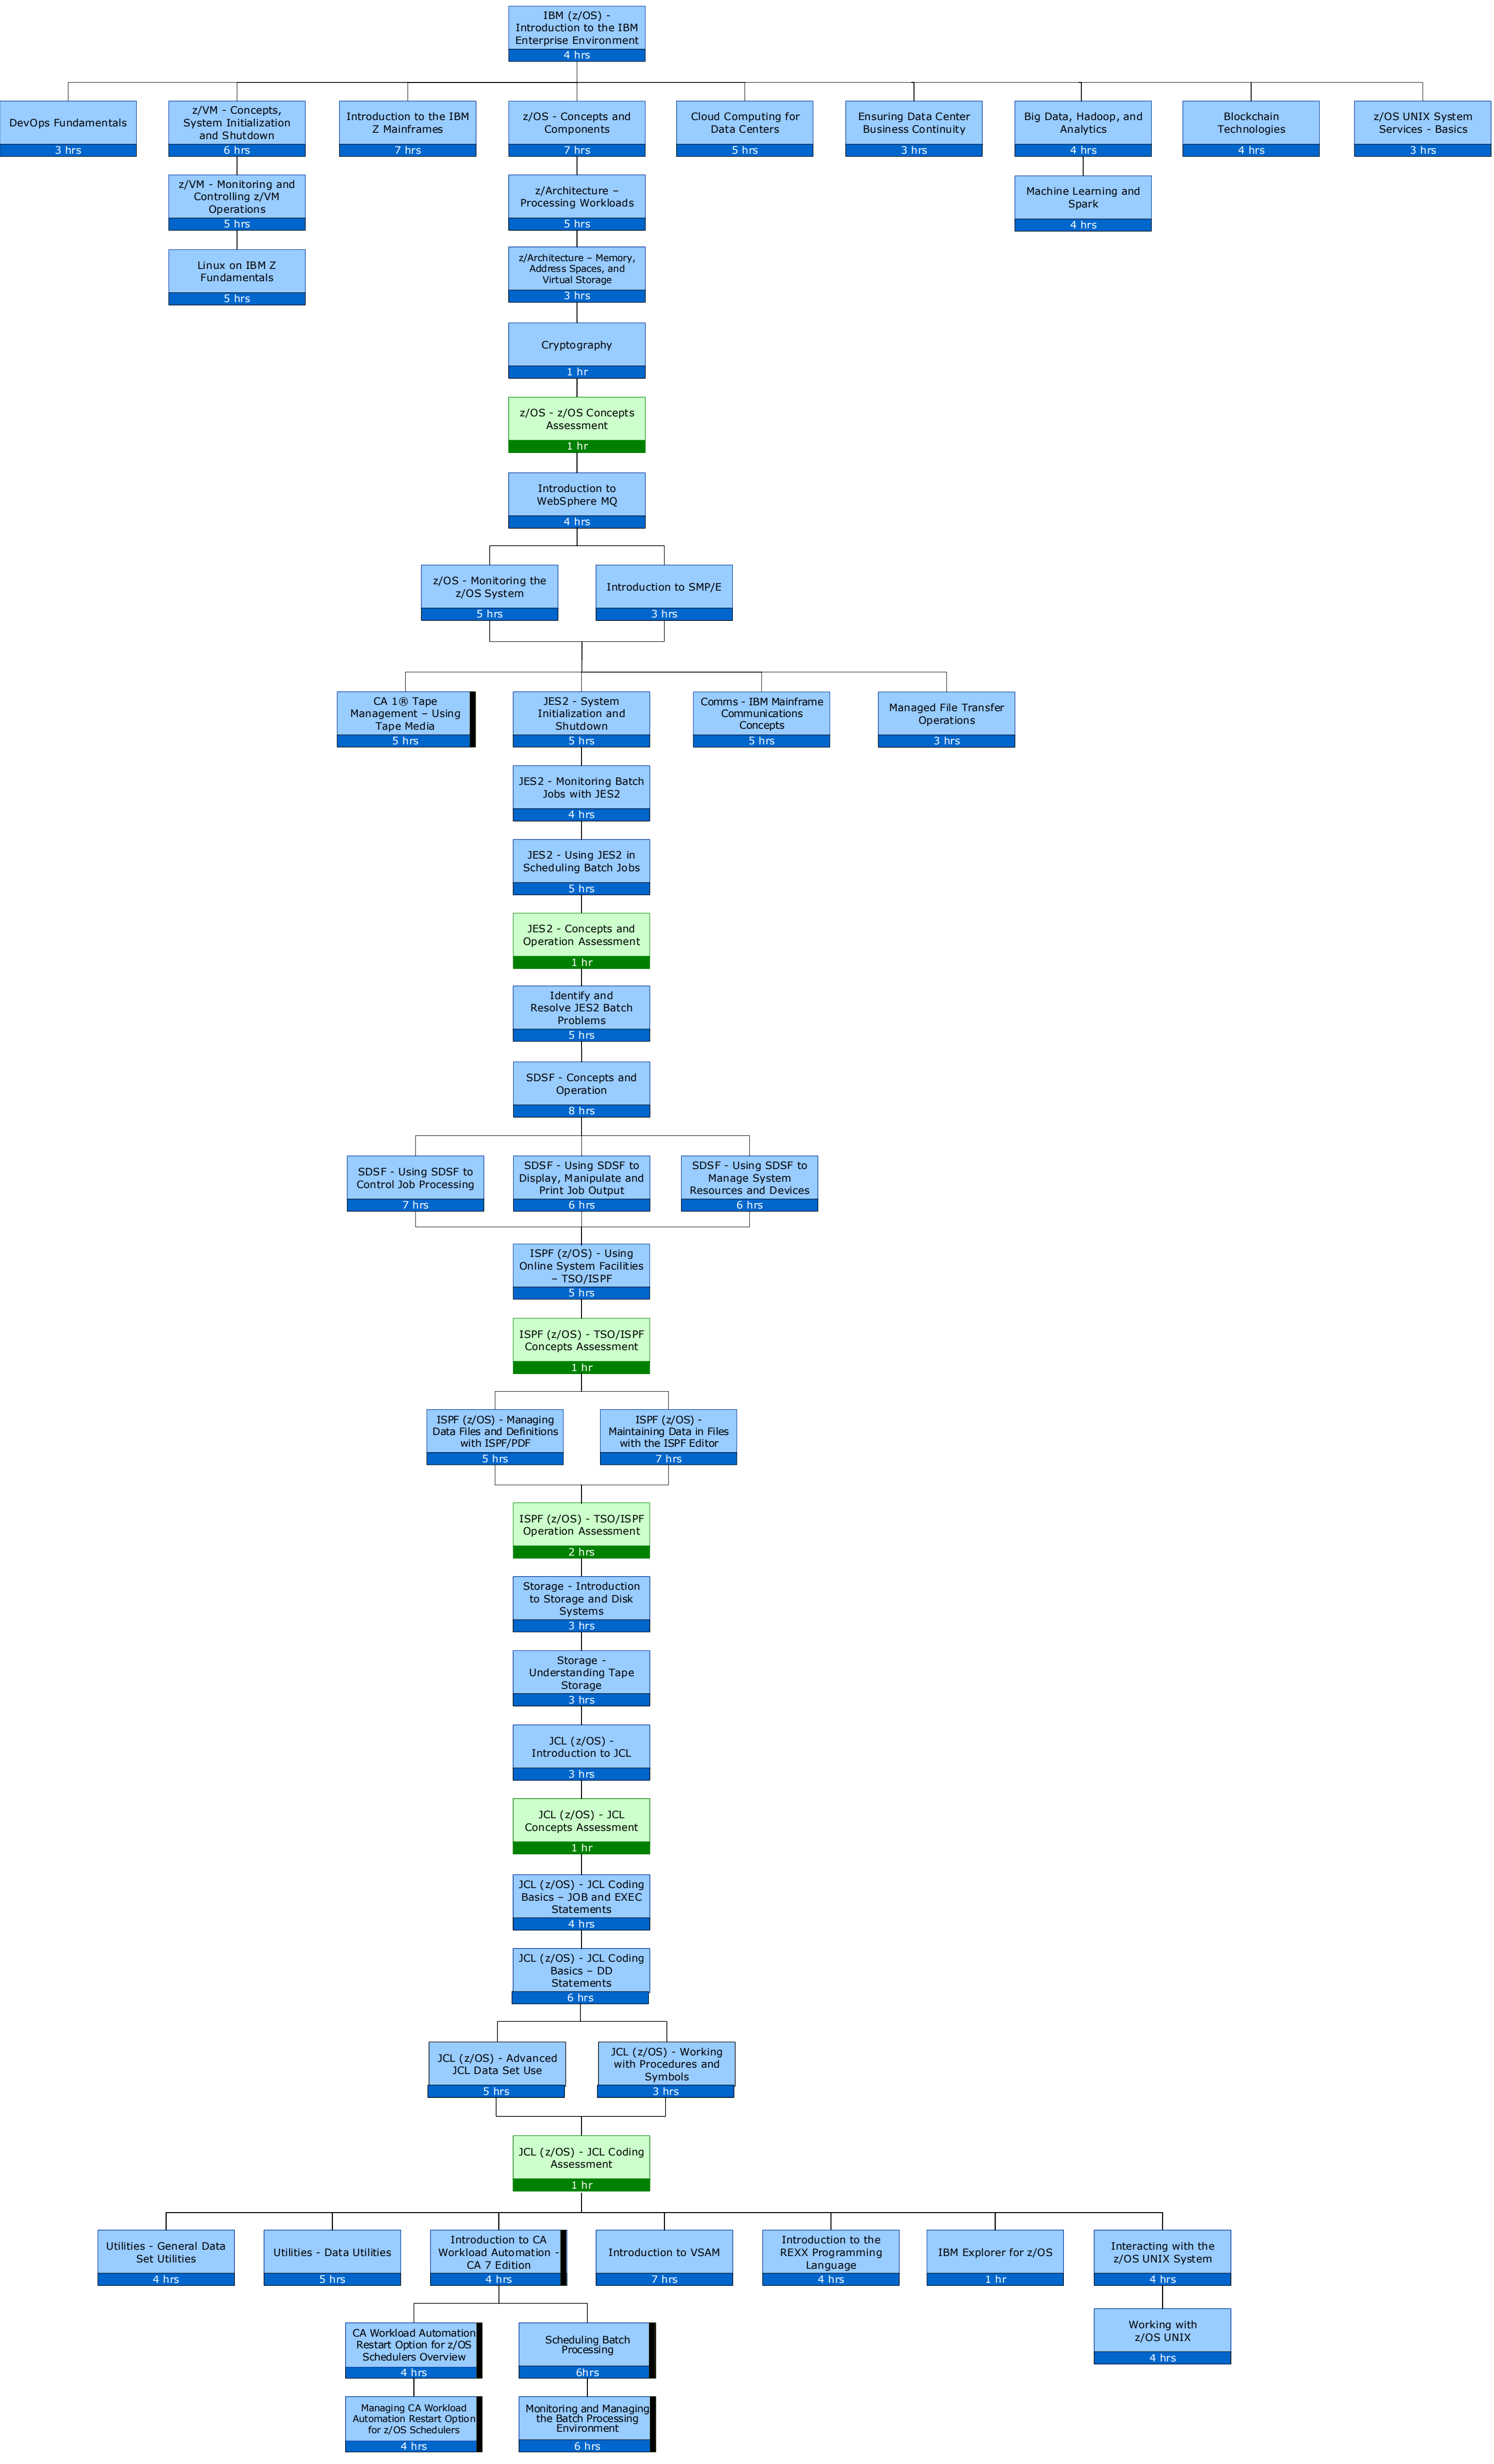 IBM (z/OS) -
Introduction to the IBM
Enterprise Environment
4 hrs
DevOps Fundamentals
3 hrs
z/VM - Concepts,
System Initialization
and Shutdown
6 hrs
Introduction to the IBM
Z Mainframes
7 hrs
z/OS - Concepts and
Components
7 hrs
Cloud Computing for
Data Centers
5 hrs
Ensuring Data Center
Business Continuity
3 hrs
Big Data, Hadoop, and
Analytics
4 hrs
Blockchain
Technologies
4 hrs
z/OS UNIX System
Services - Basics
3 hrs
z/VM - Monitoring and
Controlling z/VM
Operations
5 hrs
z/Architecture –
Processing Workloads
5 hrs
Machine Learning and
Spark
4 hrs
Linux on IBM Z
Fundamentals
5 hrs
z/Architecture – Memory,
Address Spaces, and
Virtual Storage
3 hrs
Cryptography
1 hr
z/OS - z/OS Concepts
Assessment
1 hr
Introduction to
WebSphere MQ
4 hrs
z/OS - Monitoring the
z/OS System
5 hrs
Introduction to SMP/E
3 hrs
CA 1® Tape
Management – Using
Tape Media
5 hrs
JES2 - System
Initialization and
Shutdown
5 hrs
Comms - IBM Mainframe
Communications
Concepts
5 hrs
Managed File Transfer
Operations
3 hrs
JES2 - Monitoring Batch
Jobs with JES2
4 hrs
JES2 - Using JES2 in
Scheduling Batch Jobs
5 hrs
JES2 - Concepts and
Operation Assessment
1 hr
Identify and
Resolve JES2 Batch
Problems
5 hrs
SDSF - Concepts and
Operation
8 hrs
SDSF - Using SDSF to
Control Job Processing
7 hrs
SDSF - Using SDSF to
Display, Manipulate and
Print Job Output
6 hrs
SDSF - Using SDSF to
Manage System
Resources and Devices
6 hrs
ISPF (z/OS) - Using
Online System Facilities
– TSO/ISPF
5 hrs
ISPF (z/OS) - TSO/ISPF
Concepts Assessment
1 hr
ISPF (z/OS) - Managing
Data Files and Definitions
with ISPF/PDF
5 hrs
ISPF (z/OS) -
Maintaining Data in Files
with the ISPF Editor
7 hrs
ISPF (z/OS) - TSO/ISPF
Operation Assessment
2 hrs
Storage - Introduction
to Storage and Disk
Systems
3 hrs
Storage -
Understanding Tape
Storage
3 hrs
JCL (z/OS) -
Introduction to JCL
3 hrs
JCL (z/OS) - JCL
Concepts Assessment
1 hr
JCL (z/OS) - JCL Coding
Basics – JOB and EXEC
Statements
4 hrs
JCL (z/OS) - JCL Coding
Basics – DD
Statements
6 hrs
JCL (z/OS) - Advanced
JCL Data Set Use
5 hrs
JCL (z/OS) - Working
with Procedures and
Symbols
3 hrs
JCL (z/OS) - JCL Coding
Assessment
1 hr
Utilities - General Data
Set Utilities
4 hrs
Utilities - Data Utilities
5 hrs
Introduction to CA
Workload Automation -
CA 7 Edition
4 hrs
Introduction to VSAM
7 hrs
Introduction to the
REXX Programming
Language
4 hrs
IBM Explorer for z/OS
1 hr
Interacting with the
z/OS UNIX System
4 hrs
CA Workload Automation
Restart Option for z/OS
Schedulers Overview
4 hrs
Scheduling Batch
Processing
6hrs
Working with
z/OS UNIX
4 hrs
Managing CA Workload
Automation Restart Option
for z/OS Schedulers
4 hrs
Monitoring and Managing
the Batch Processing
Environment
6 hrs